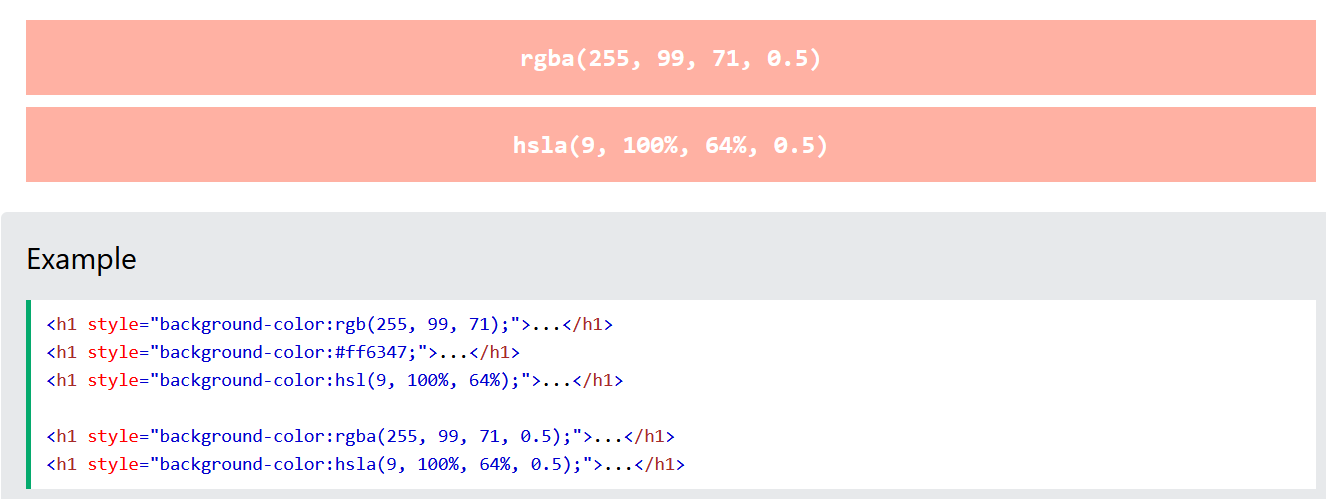 rgba(255, 99, 71, 0.5)
hsla(9, 100%, 64%, 0.5)
Example
<h1 style="background-color:rgb(255, 99, 71);">...</h1>
<h1 style="background-color:#ff6347;">...</h1>
<h1 style="background-color:hsl(9, 100%, 64%);">...</h1>
<h1 style="background-color:rgba(255, 99, 71, 0.5);">...</h1>
<h1 style="background-color:hsla(9, 100%, 64%, 0.5);">...</h1>